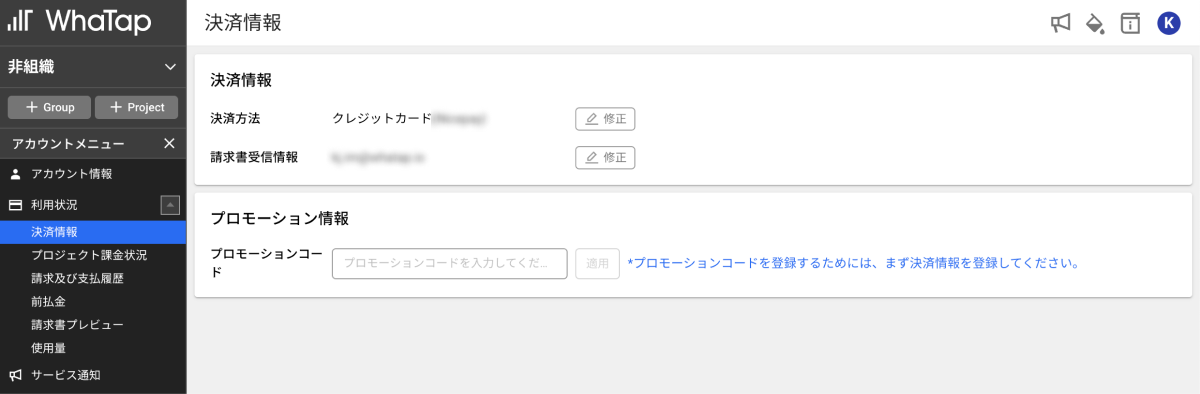 WhaTap
決済情報
K
非組織
Group
Project
アカウントメニュー
アカウント情報
利用状況
決済情報
プロジェクト課金状況
請求及び支払履歴
前払金
請求書プレビュー
使用量
サービス通知
決済情報
決済方法 クレジットカード 修正
請求書受信情報 修正
プロモーション情報
プロモーションコー
ド
プロモーションコードを入力してくだ... 適用 *プロモーションコードを登録するためには、まず決済情報を登録してください。